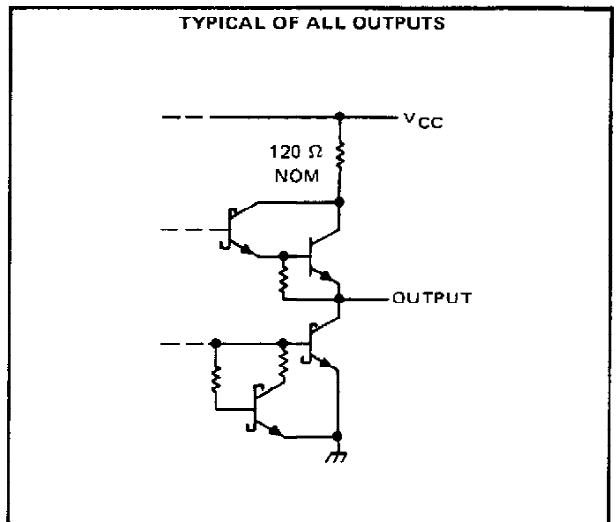 TYPICAL OF ALL OUTPUTS
VCC
120 Ω
NOM
OUTPUT